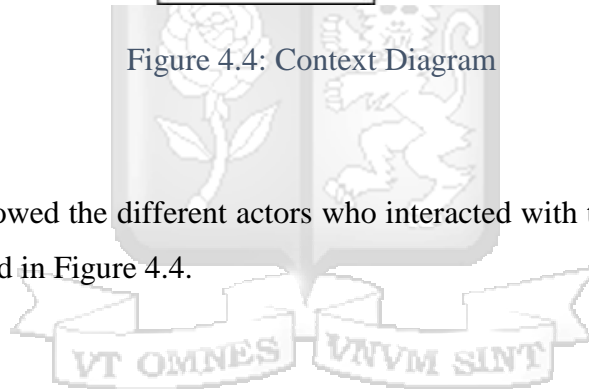 Figure 4.4: Context Diagram
owed the different actors who interacted with
d in Figure 4.4.
VT OMNES VNVM SINT